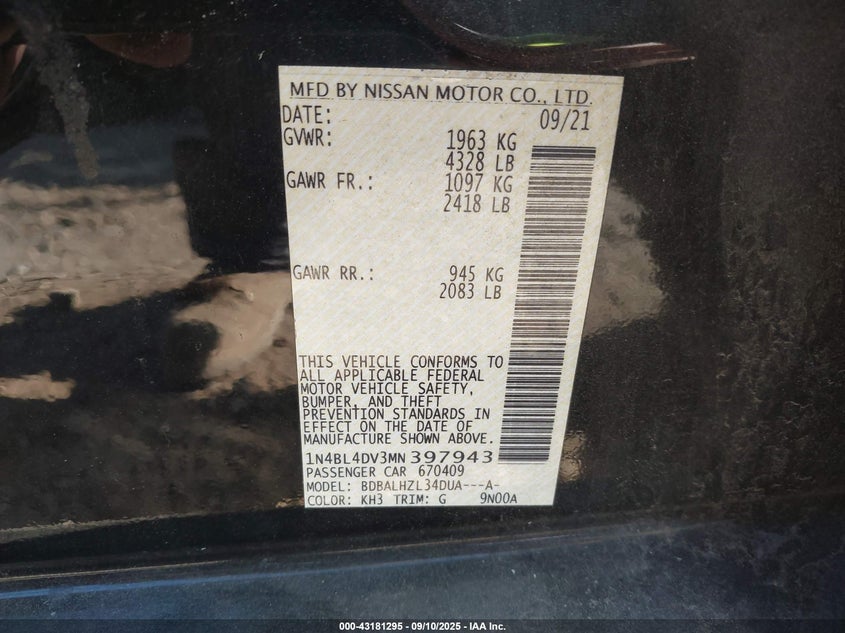 MFD BY NISSAN MOTOR CO., LTD.
DATE: 09/21
GVWR: 1963 KG
4328 LB
GAWR FR.: 1097 KG
2418 LB
GAWR RR.: 945 KG
2083 LB
THIS VEHICLE CONFORMS TO
ALL APPLICABLE FEDERAL
MOTOR VEHICLE SAFETY,
BUMPER, AND THEFT
PREVENTION STANDARDS IN
EFFECT ON THE DATE OF
MANUFACTURE SHOWN ABOVE.
1N4BL4DV3MN397943
PASSENGER CAR 670409
MODEL: BDBALHZL34DUA---A-
COLOR: KH3 TRIM: G 9N00A
000-43181295 - 09/10/2025 - IAA Inc.